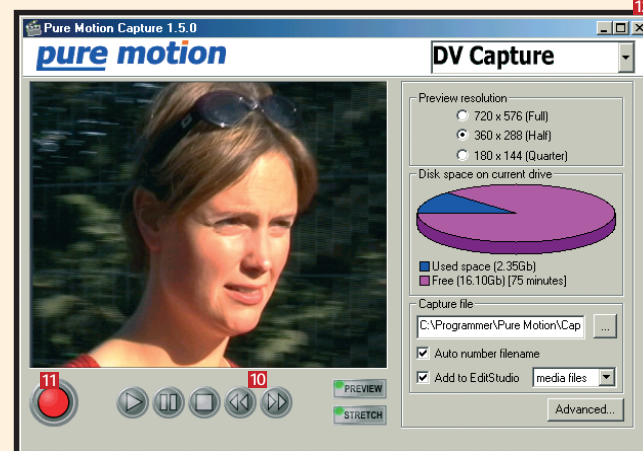 12
Pure Motion Capture 1.5.0
pure motion
DV Capture
Preview resolution
720 x 576 (Full)
360 x 288 (Half)
180 x 144 (Quarter)
Disk space on current drive
Used space (2.35Gb)
Free (16.10Gb) [75 minutes]
Capture file
C:\Programmer\Pure Motion\Cap
...
Auto number filename
Add to EditStudio
media files
Advanced...
11
10
PREVIEW
STRETCH